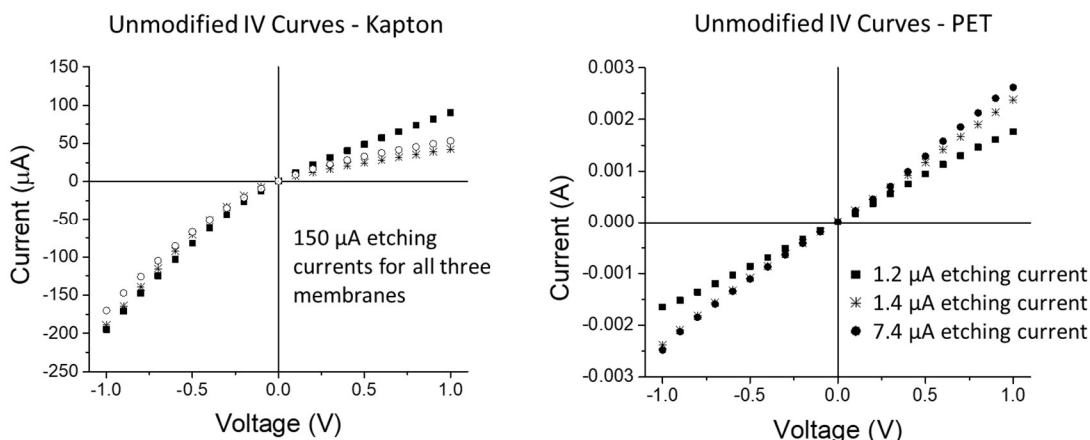 Unmodified IV Curves - Kapton
150
100
50
0
-50
-100
-150
-200
-250
Current (μA)
150 μA etching
currents for all three
membranes
-1.0 -0.5 0.0 0.5 1.0
Voltage (V)
Unmodified IV Curves - PET
0.003
0.002
0.001
0.000
-0.001
-0.002
-0.003
Current (A)
1.2 μA etching current
1.4 μA etching current
7.4 μA etching current
-1.0 -0.5 0.0 0.5 1.0
Voltage (V)